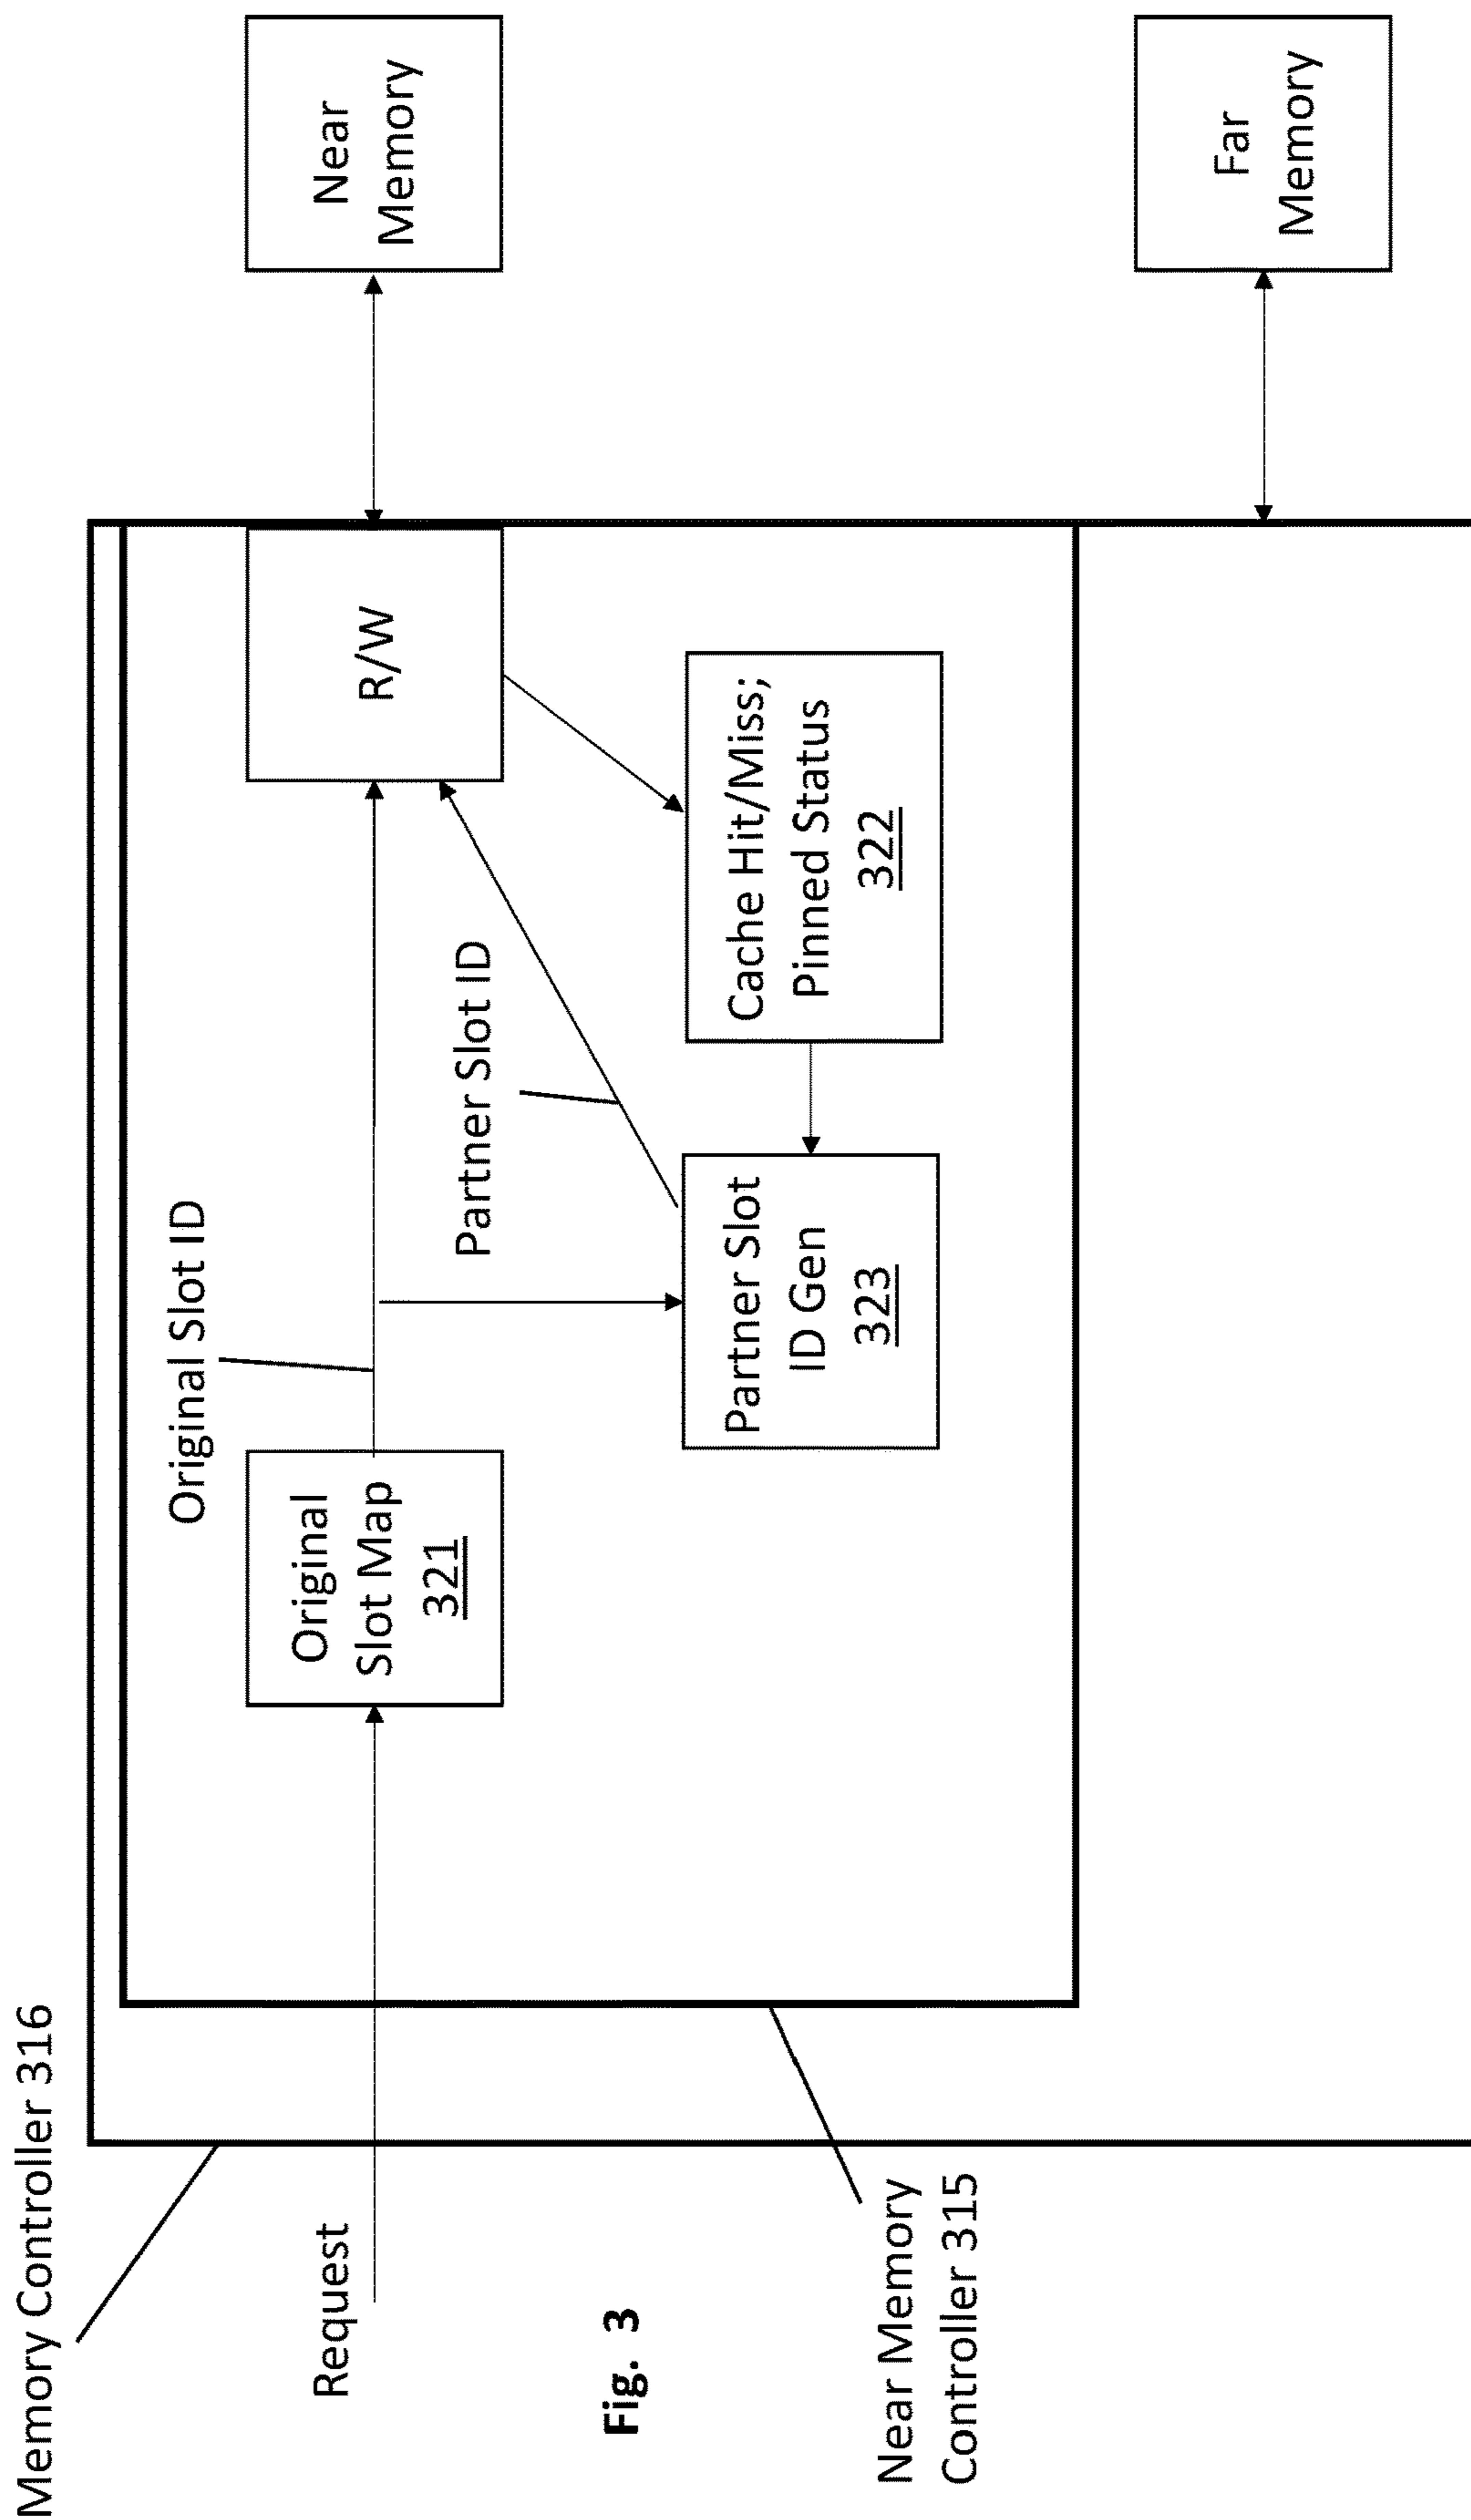 Memory Controller 316
Request
Original Slot ID
Original
Slot Map
321
R/W
Near
Memory
Partner Slot ID
Partner Slot
ID Gen
323
Cache Hit/Miss;
Pinned Status
322
Near Memory
Controller 315
Far
Memory
Fig. 3